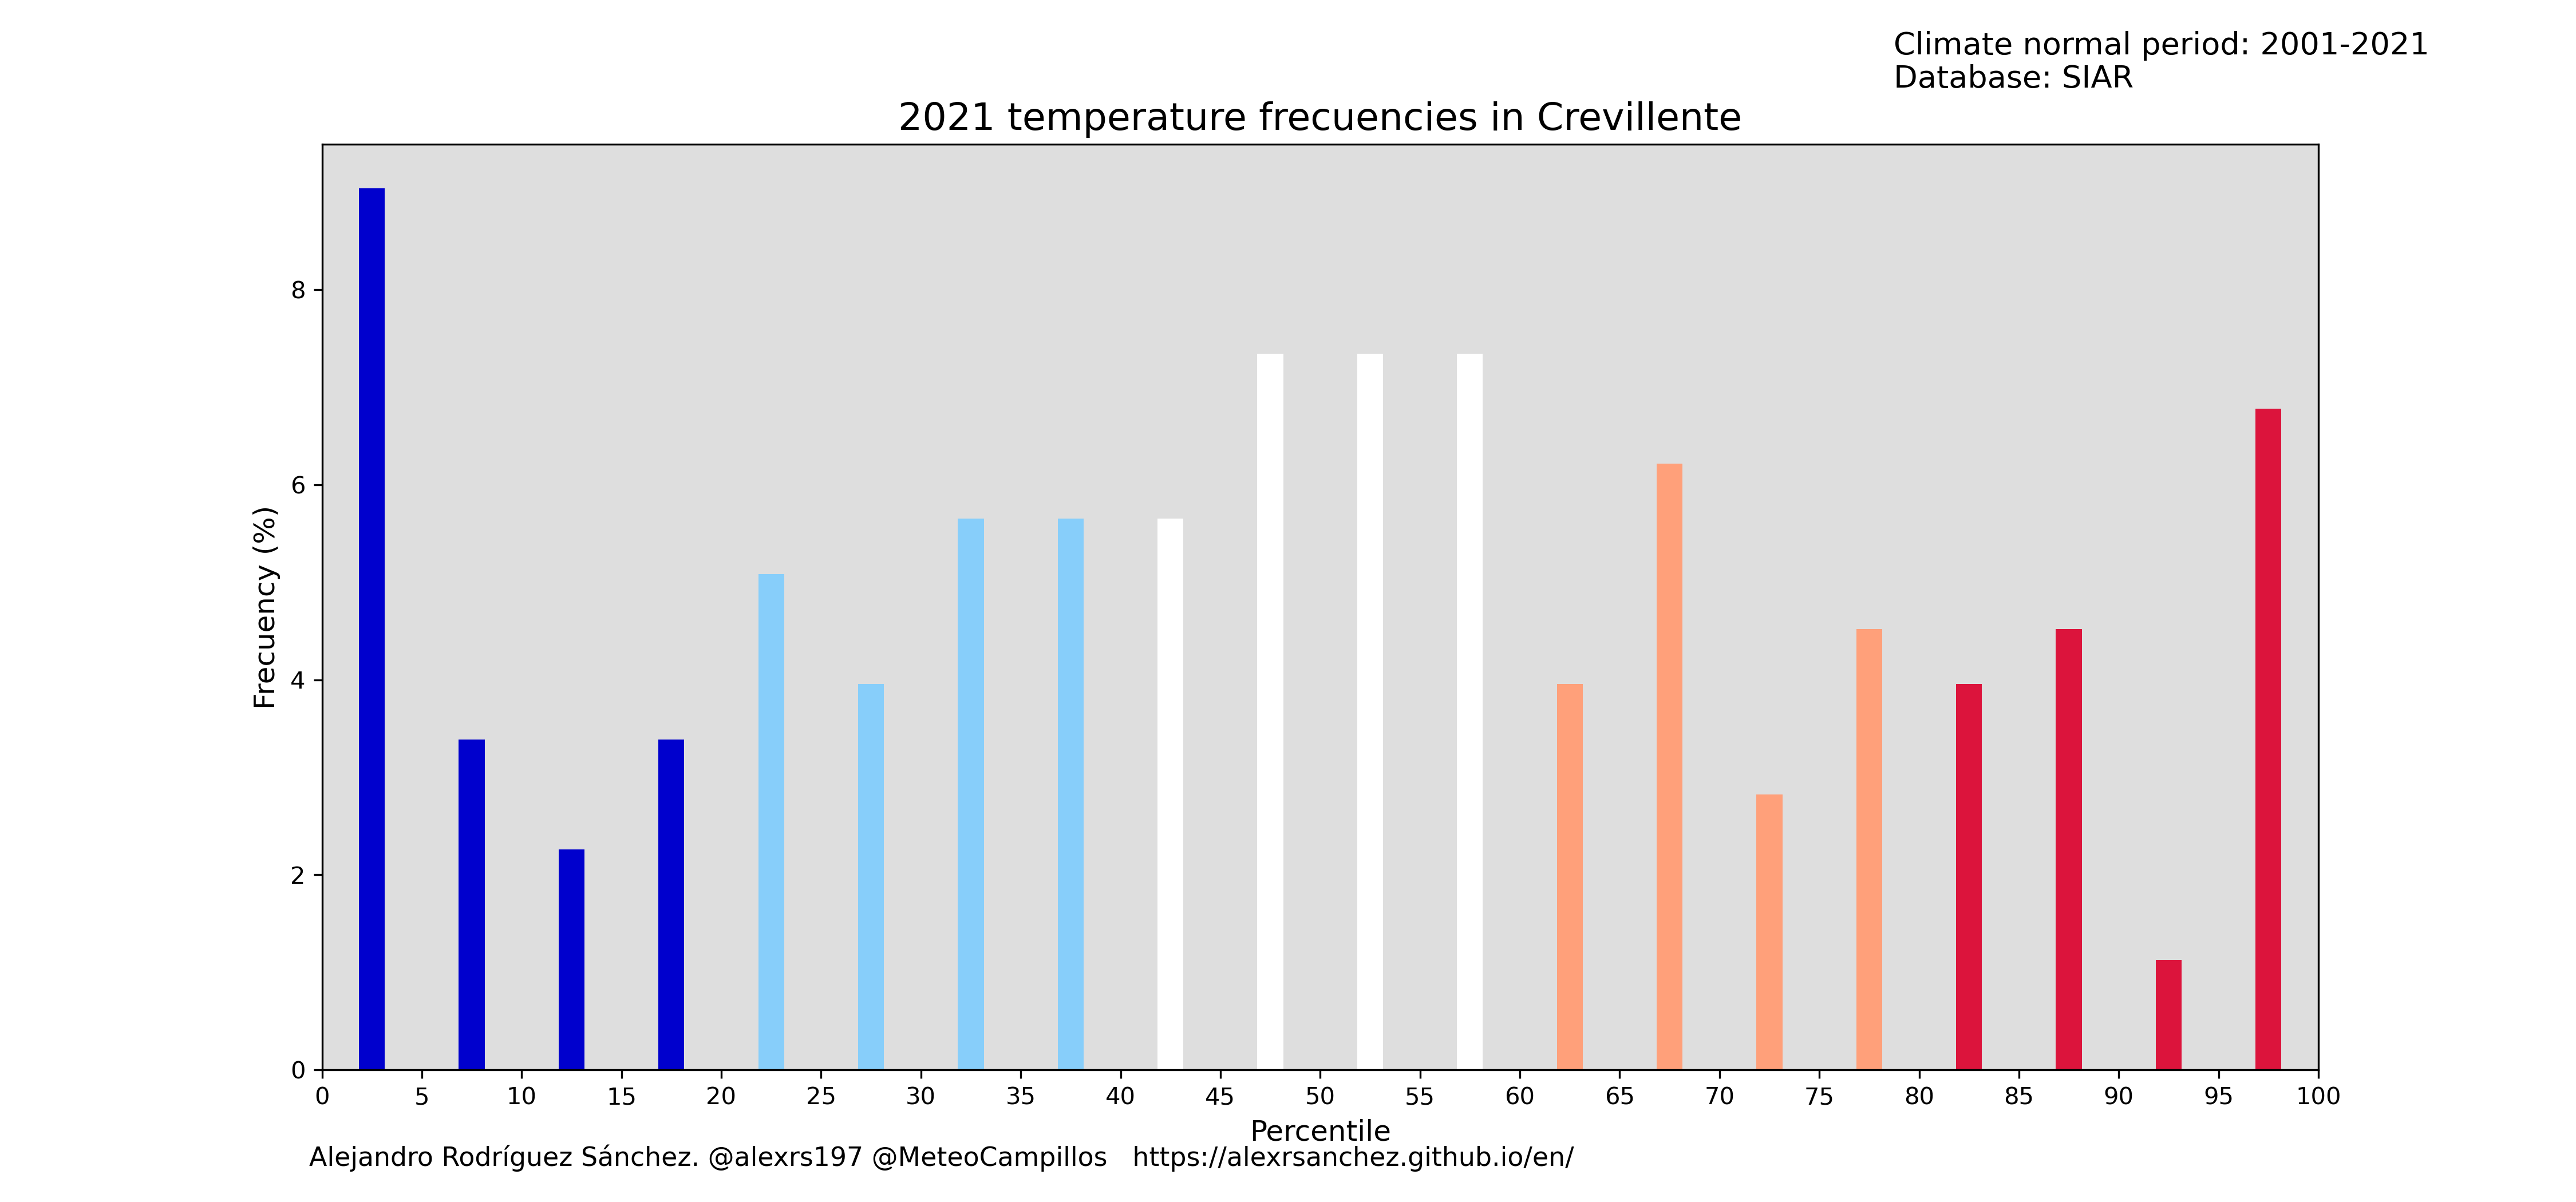 Climate normal period: 2001-2021
Database: SIAR
2021 temperature frecuencies in Crevillente
Frecuency (%)
8
6
4
2
0
0 5 10 15 20 25 30 35 40 45 50 55 60 65 70 75 80 85 90 95 100
Percentile
Alejandro Rodríguez Sánchez. @alexrs197 @MeteoCampillos https://alexrsanchez.github.io/en/